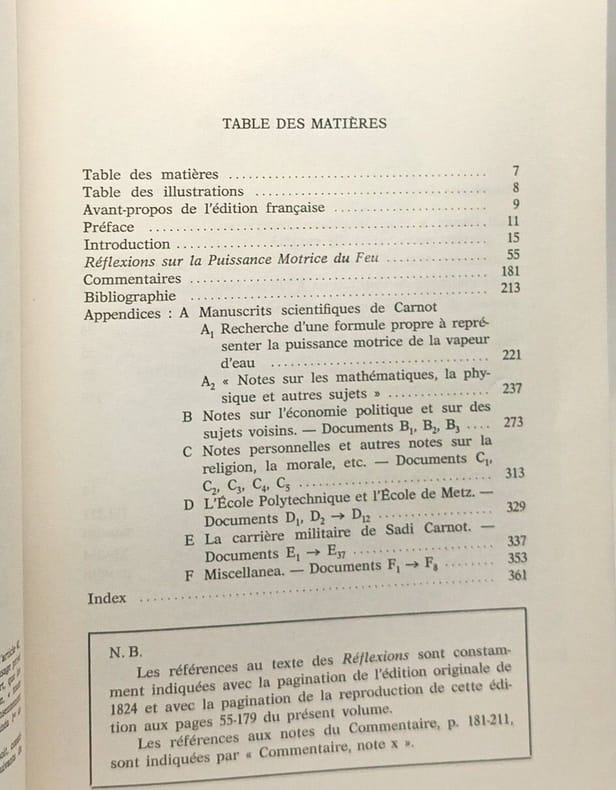 TABLE DES MATIÈRES
Table des matières ........ 7
Table des illustrations ........ 8
Avant-propos de l'édition française ........ 9
Préface ........ 11
Introduction ........ 15
Réflexions sur la Puissance Motrice du Feu ........ 55
Commentaires ........ 181
Bibliographie ........ 213
Appendices : A Manuscrits scientifiques de Carnot
A₁ Recherche d'une formule propre à repré-
senter la puissance motrice de la vapeur
d'eau ........ 221
A₂ « Notes sur les mathématiques, la phy-
sique et autres sujets » ........ 237
B Notes sur l'économie politique et sur des
sujets voisins. — Documents B₁, B₂, B₃ .... 273
C Notes personnelles et autres notes sur la
religion, la morale, etc. — Documents C₁,
C₂, C₃, C₄, C₅ ........ 313
D L'École Polytechnique et l'École de Metz. —
Documents D₁, D₂ → D₁₂ ........ 329
E La carrière militaire de Sadi Carnot. —
Documents E₁ → E₃₇ ........ 337
F Miscellanea. — Documents F₁ → F₈ ........ 353
Index ........ 361
N. B.
Les références au texte des Réflexions sont constam-
ment indiquées avec la pagination de l'édition originale de
1824 et avec la pagination de la reproduction de cette édi-
tion aux pages 55-179 du présent volume.
Les références aux notes du Commentaire, p. 181-211,
sont indiquées par « Commentaire, note x ».